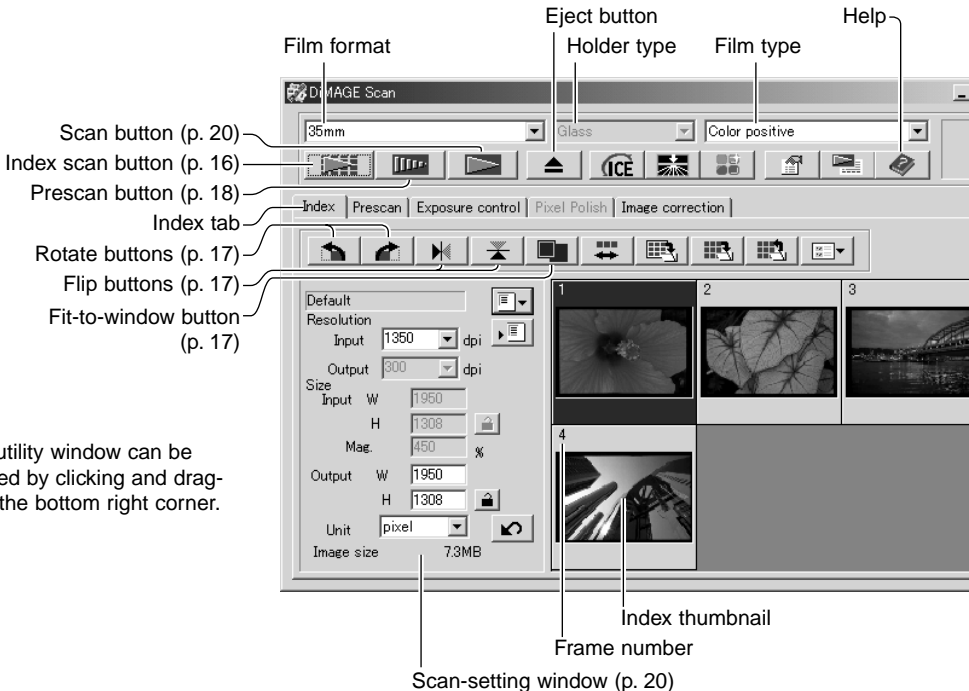 Eject button
Help
Film format
Holder type
Film type
DiMAGE Scan
35mm
Glass
Color positive
Scan button (p. 20)
Index scan button (p. 16)
Prescan button (p. 18)
ICE
Index tab
Index
Prescan
Exposure control
Pixel Polish
Image correction
Rotate buttons (p. 17)
Flip buttons (p. 17)
Fit-to-window button
(p. 17)
Default
Resolution
Input 1350 dpi
Output 300 dpi
Size
Input W 1950
H 1308
Mag. 450 %
Output W 1950
H 1308
Unit pixel
Image size 7.3MB
1
2
3
4
utility window can be
ed by clicking and drag-
the bottom right corner.
Index thumbnail
Frame number
Scan-setting window (p. 20)